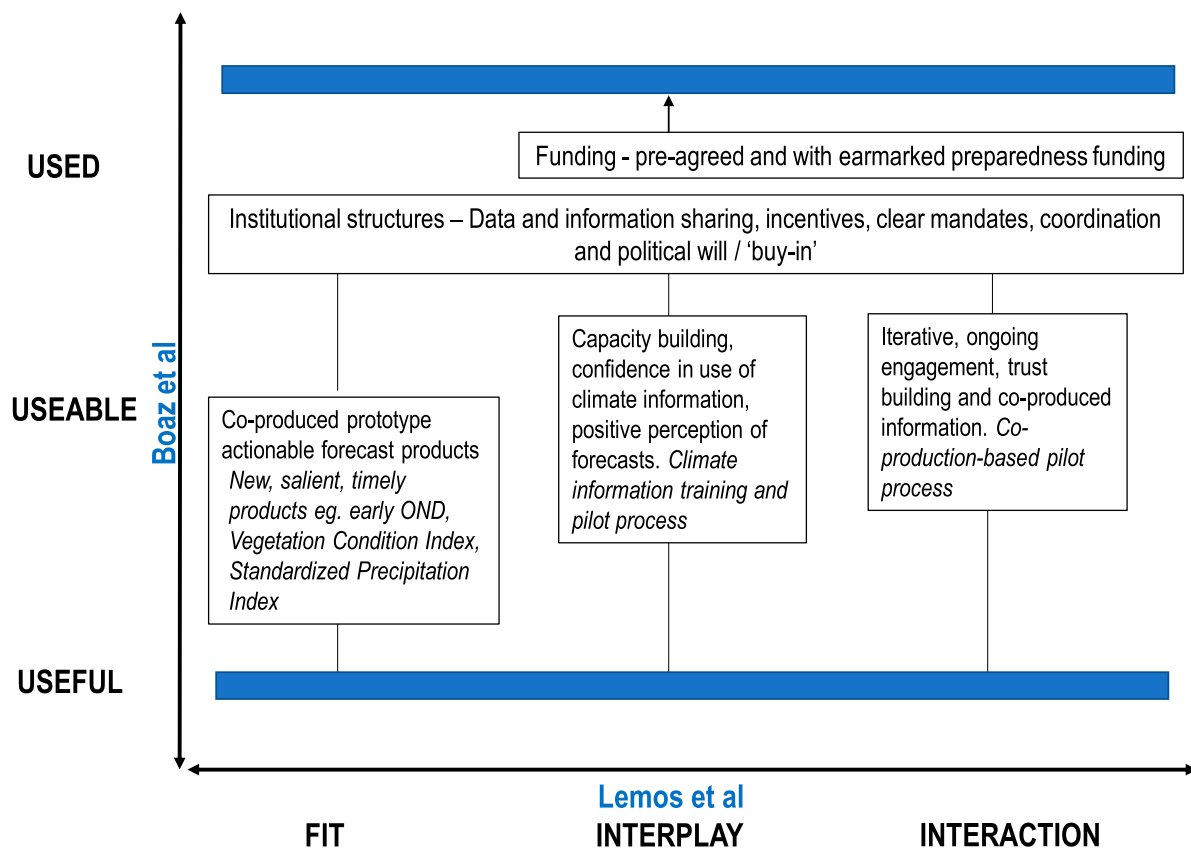 USED
Funding - pre-agreed and with earmarked preparedness funding
Institutional structures – Data and information sharing, incentives, clear mandates, coordination
and political will / ‘buy-in’
Boaz et al
USEABLE
Co-produced prototype
actionable forecast products
New, salient, timely
products eg. early OND,
Vegetation Condition Index,
Standardized Precipitation
Index
Capacity building,
confidence in use of
climate information,
positive perception of
forecasts. Climate
information training and
pilot process
Iterative, ongoing
engagement, trust
building and co-produced
information. Co-
production-based pilot
process
USEFUL
Lemos et al
FIT
INTERPLAY
INTERACTION